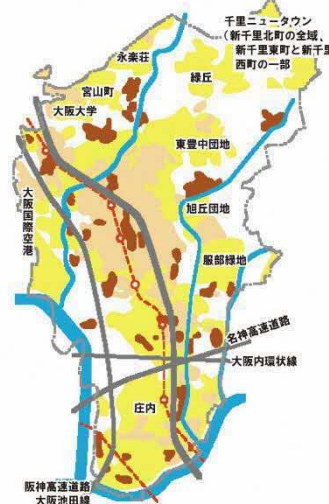 千里ニュータウン
(新千里北町の全域、
新千里東町と新千里
西町の一部
永楽荘
緑丘
宮山町
大阪大学
東豊中団地
大阪国際空港
旭丘団地
服部緑地
名神高速道路
大阪内環状線
庄内
阪神高速道路
大阪池田線